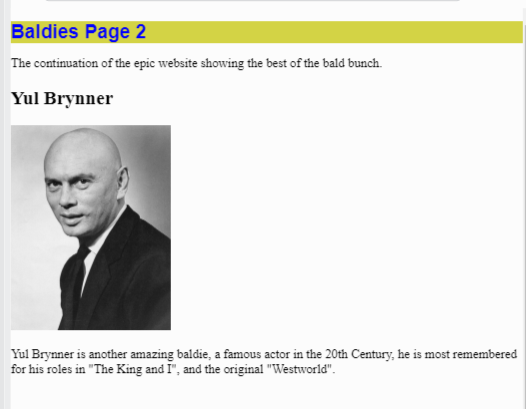 Baldies Page 2
The continuation of the epic website showing the best of the bald bunch.
Yul Brynner
Yul Brynner is another amazing baldie, a famous actor in the 20th Century, he is most remembered
for his roles in "The King and I", and the original "Westworld".